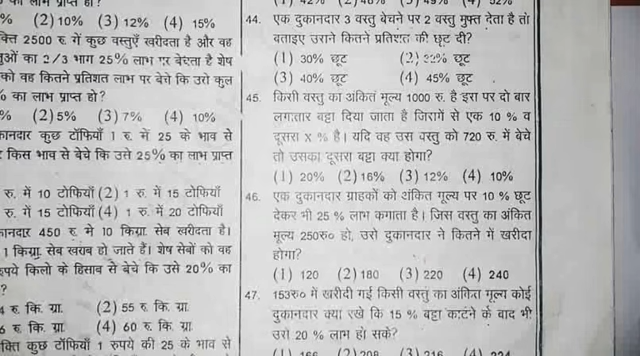 % (2) 10% (3) 12% (4) 15%
क्ति 2500 रु. में कुछ वस्तुएँ खरीदता है और वह
तुओं का 2/3 भाग 25% लाभ पर बेचता है शेष
को वह कितने प्रतिशत लाभ पर बेचे कि उसे कुल
% का लाभ प्राप्त हो?
% (2) 5% (3) 7% (4) 10%
कानदार कुछ टॉफियाँ 1 रु. में 25 के भाव से
किस भाव से बेचे कि उसे 25% का लाभ प्राप्त
रु. में 10 टोफियाँ (2) 1 रु. में 15 टोफियाँ
रु. में 15 टोफियाँ (4) 1 रु. में 20 टोफियाँ
कानदार 450 रु. मे 10 किग्रा. सेब खरीदता है।
1 किग्रा. सेब खराब हो जाते हैं। शेष सेबों को वह
रुपये किलो के हिसाब से बेचे कि उसे 20% का
?
रु. कि. ग्रा. (2) 55 रु. कि. ग्रा.
6 रु. कि. ग्रा. (4) 60 रु. कि. ग्रा.
क्ति कुछ टॉफियाँ 1 रुपये की 25 के भाव से
44. एक दुकानदार 3 वस्तु बेचने पर 2 वस्तु मुफ्त देता है तो
बताइए उसने कितने प्रतिशत की छूट दी?
(1) 30% छूट (2) छूट
(3) 40% छूट (4) 45% छूट
45. किसी वस्तु का अंकित मूल्य 1000 रु. है इस पर दो बार
लगातार बट्टा दिया जाता है जिसमें से एक 10 % व
दूसरा x % है। यदि वह उस वस्तु को 720 रु. में बेचे
तो उसका दूसरा बट्टा क्या होगा?
(1) 20% (2) 16% (3) 12% (4) 10%
46. एक दुकानदार ग्राहकों को अंकित मूल्य पर 10 % छूट
देकर भी 25 % लाभ कमाता है। जिस वस्तु का अंकित
मूल्य 250रु० हो, उसे दुकानदार ने कितने में खरीदा
होगा?
(1) 120 (2) 180 (3) 220 (4) 240
47. 153रु० में खरीदी गई किसी वस्तु का अंकित मूल्य कोई
दुकानदार क्या रखे कि 15 % बट्टा काटने के बाद भी
उसे 20 % लाभ हो सके?